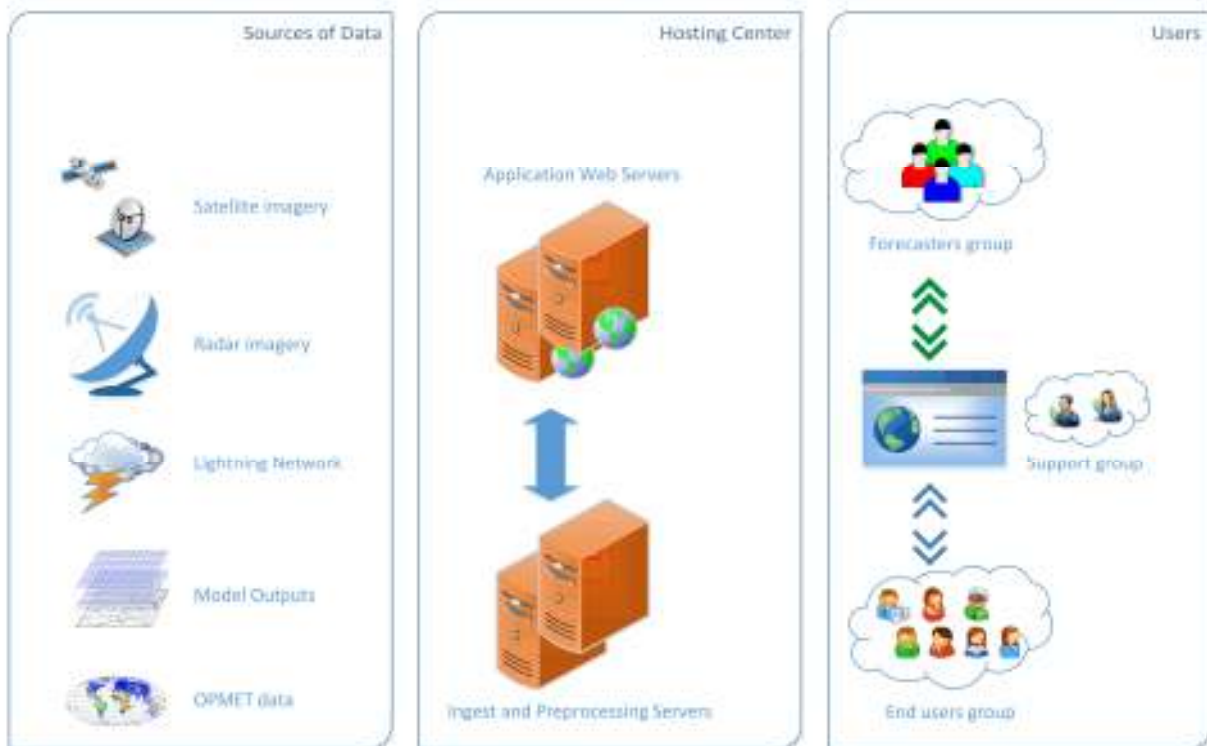 Sources of Data
Satellite imagery
Radar imagery
Lightning Network
Model Outputs
OPMET data
Hosting Center
Application Web Servers
Ingest and Preprocessing Servers
Users
Forecasters group
Support group
End users group